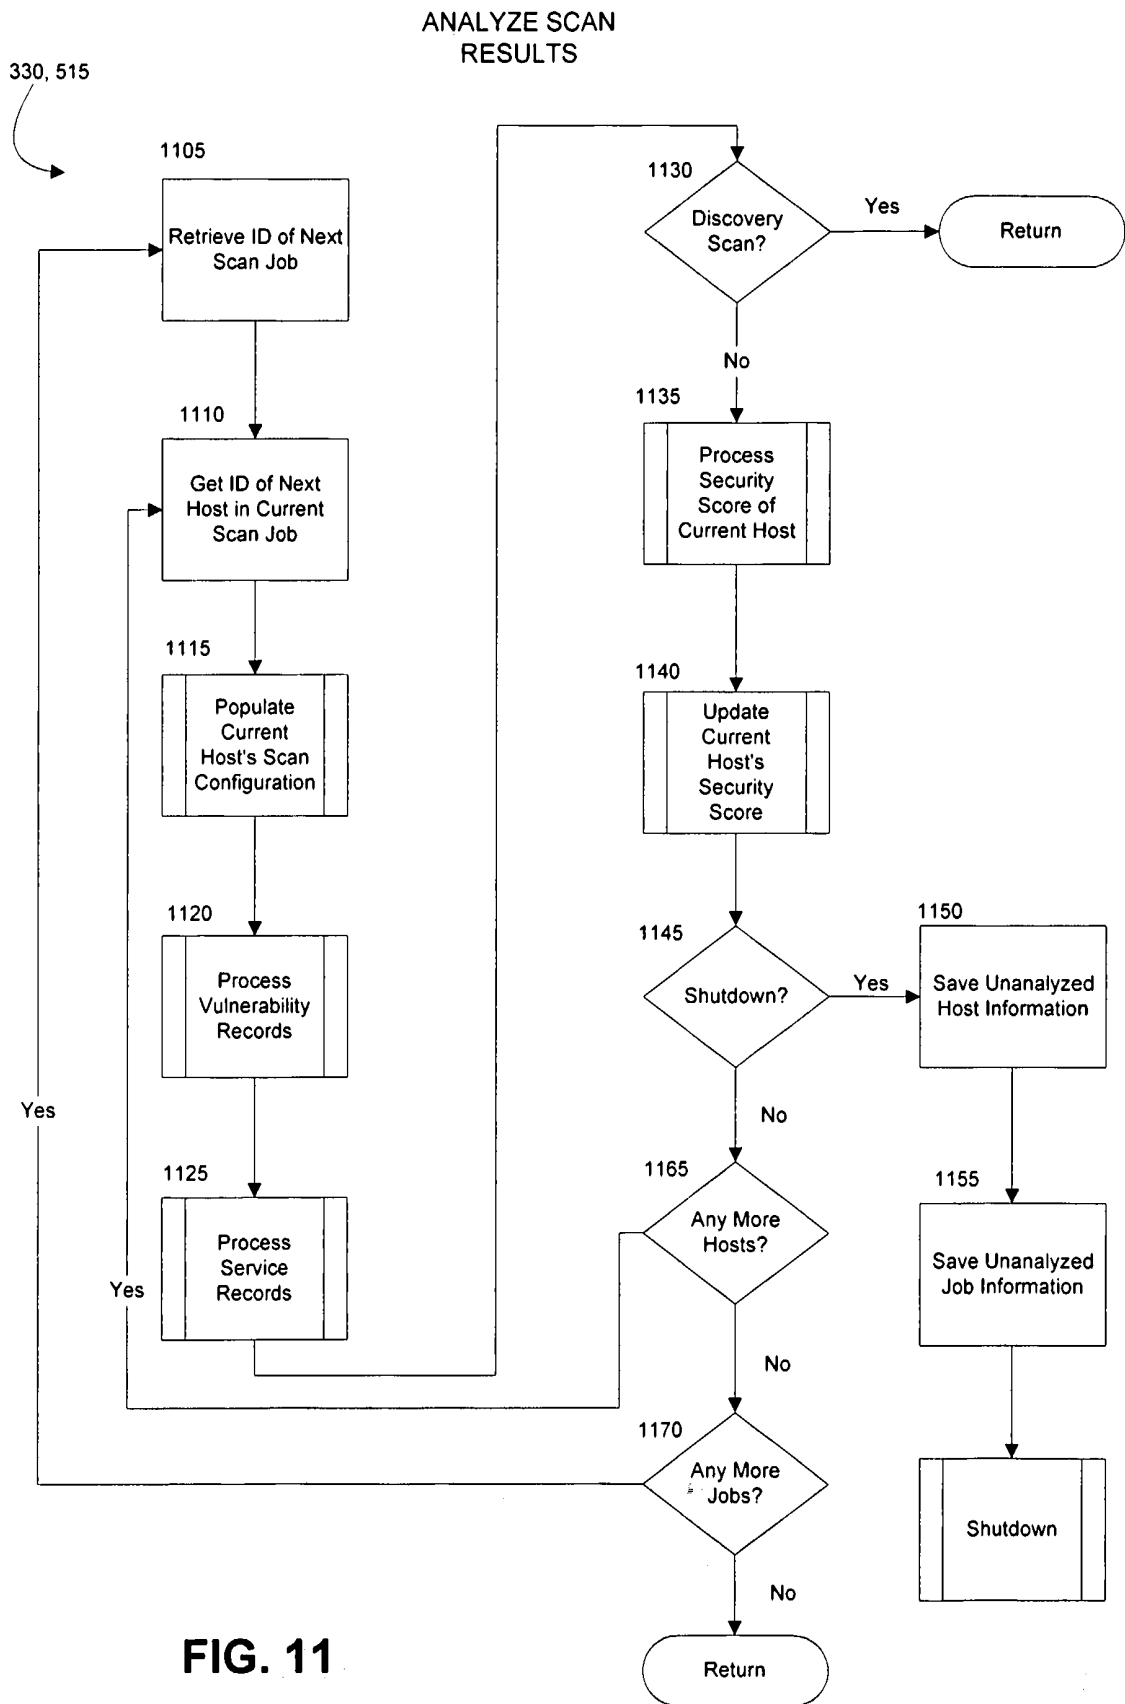 ANALYZE SCAN
RESULTS
330, 515
1105
Retrieve ID of Next
Scan Job
1110
Get ID of Next
Host in Current
Scan Job
1115
Populate
Current
Host's Scan
Configuration
1120
Process
Vulnerability
Records
1125
Process
Service
Records
Yes
Yes
1130
Discovery
Scan?
Yes
Return
No
1135
Process
Security
Score of
Current Host
1140
Update
Current
Host's
Security
Score
1145
Shutdown?
Yes
1150
Save Unanalyzed
Host Information
No
1155
Save Unanalyzed
Job Information
Shutdown
1165
Any More
Hosts?
No
1170
Any More
Jobs?
No
Return
FIG. 11